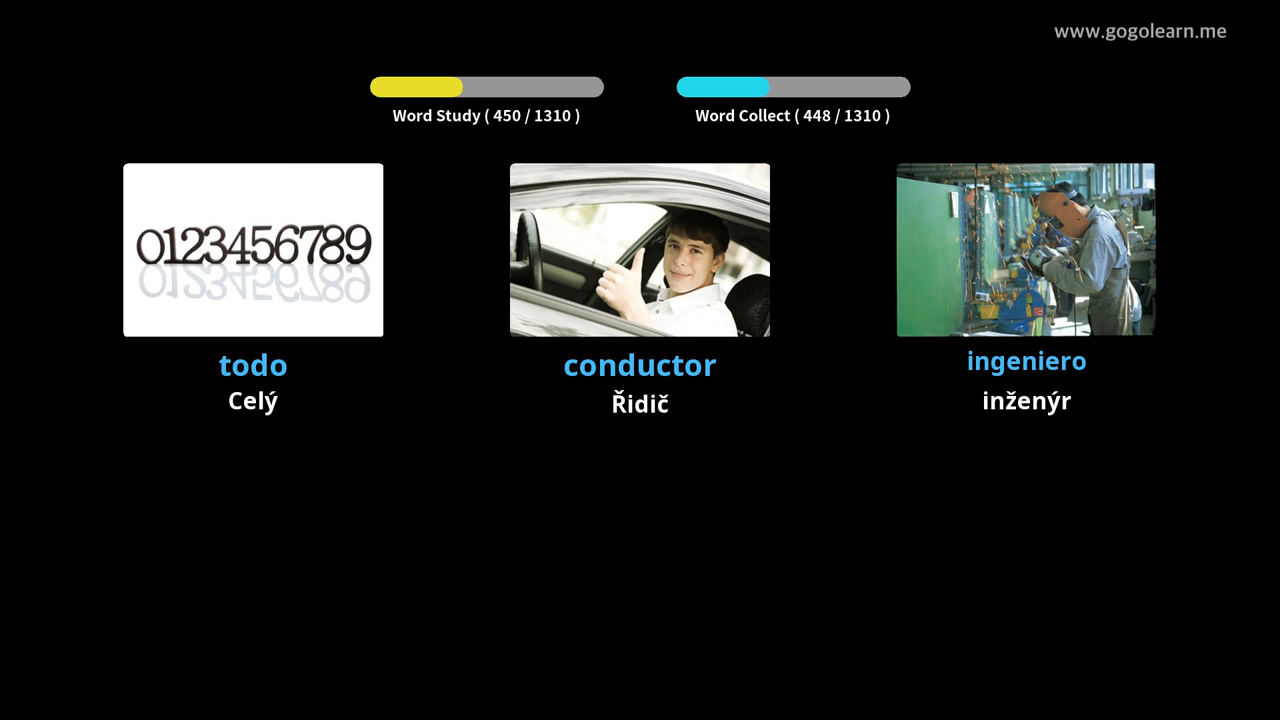 www.gogolearn.me
Word Study ( 450 / 1310 )
Word Collect ( 448 / 1310 )
0123456789
todo
Celý
conductor
Řidič
ingeniero
inženýr